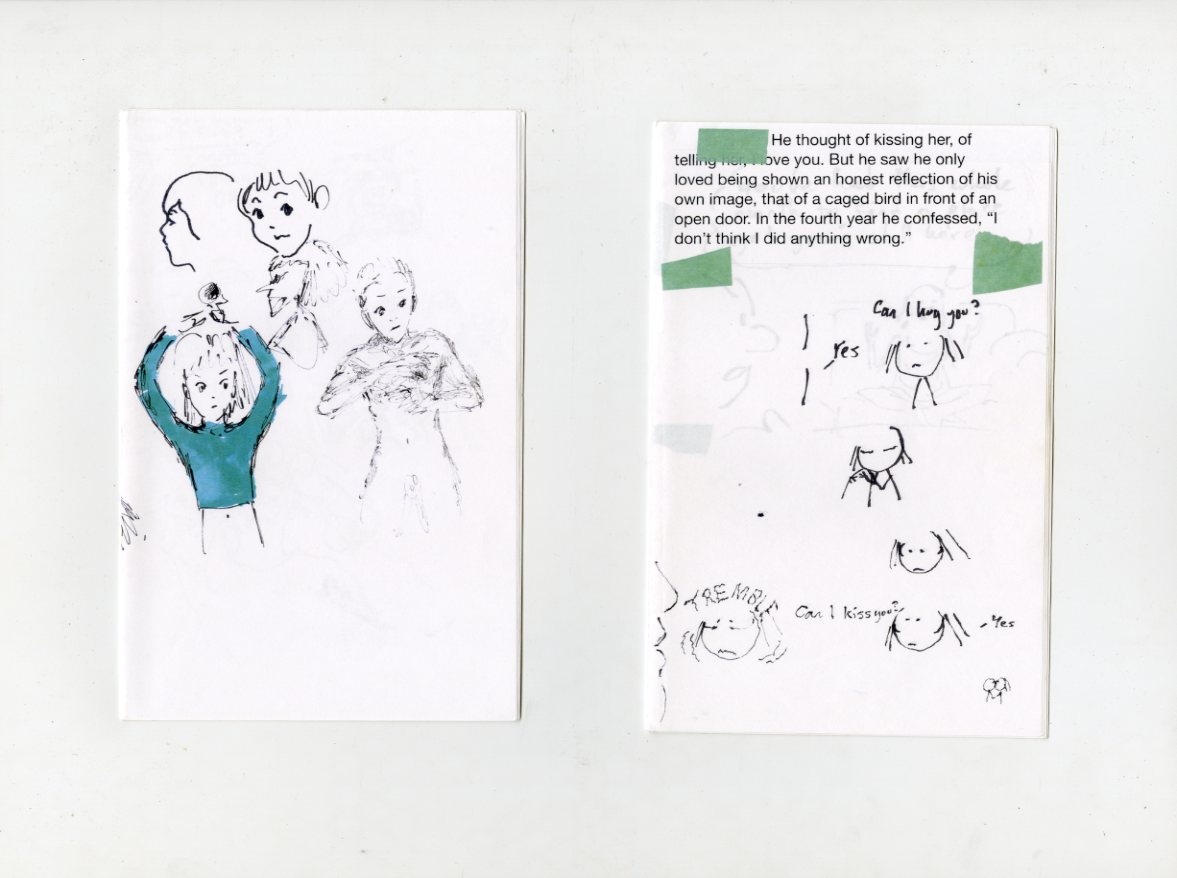 He thought of kissing her, of
telling her, I love you. But he saw he only
loved being shown an honest reflection of his
own image, that of a caged bird in front of an
open door. In the fourth year he confessed, “I
don’t think I did anything wrong.”
Can I hug you?
Yes
TREMBLE
Can I kiss you?
Yes